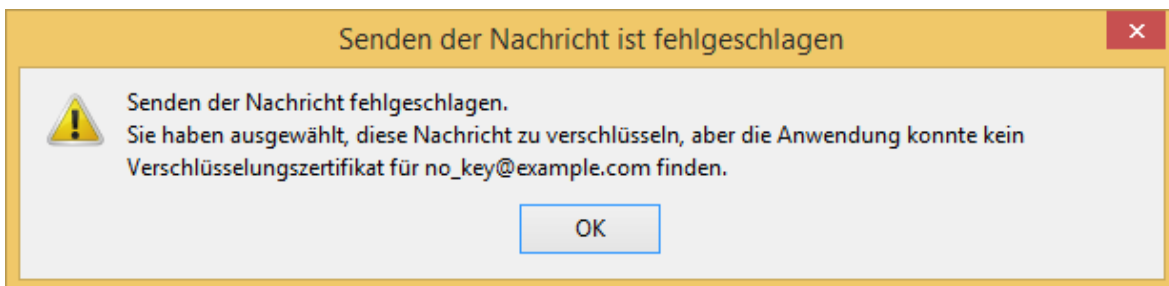 Senden der Nachricht ist fehlgeschlagen
Senden der Nachricht fehlgeschlagen.
Sie haben ausgewählt, diese Nachricht zu verschlüsseln, aber die Anwendung konnte kein
Verschlüsselungszertifikat für no_key@example.com finden.
OK